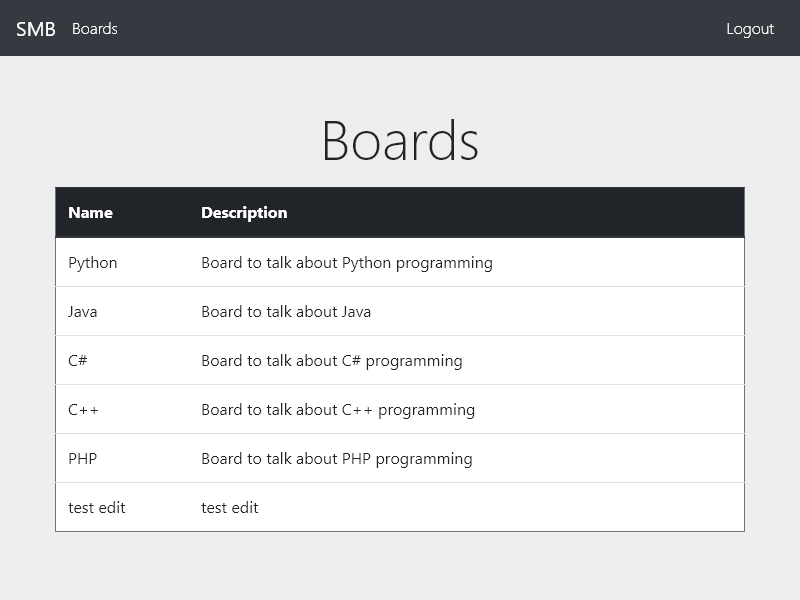 SMB Boards Logout
Boards
Name Description
Python Board to talk about Python programming
Java Board to talk about Java
C# Board to talk about C# programming
C++ Board to talk about C++ programming
PHP Board to talk about PHP programming
test edit test edit